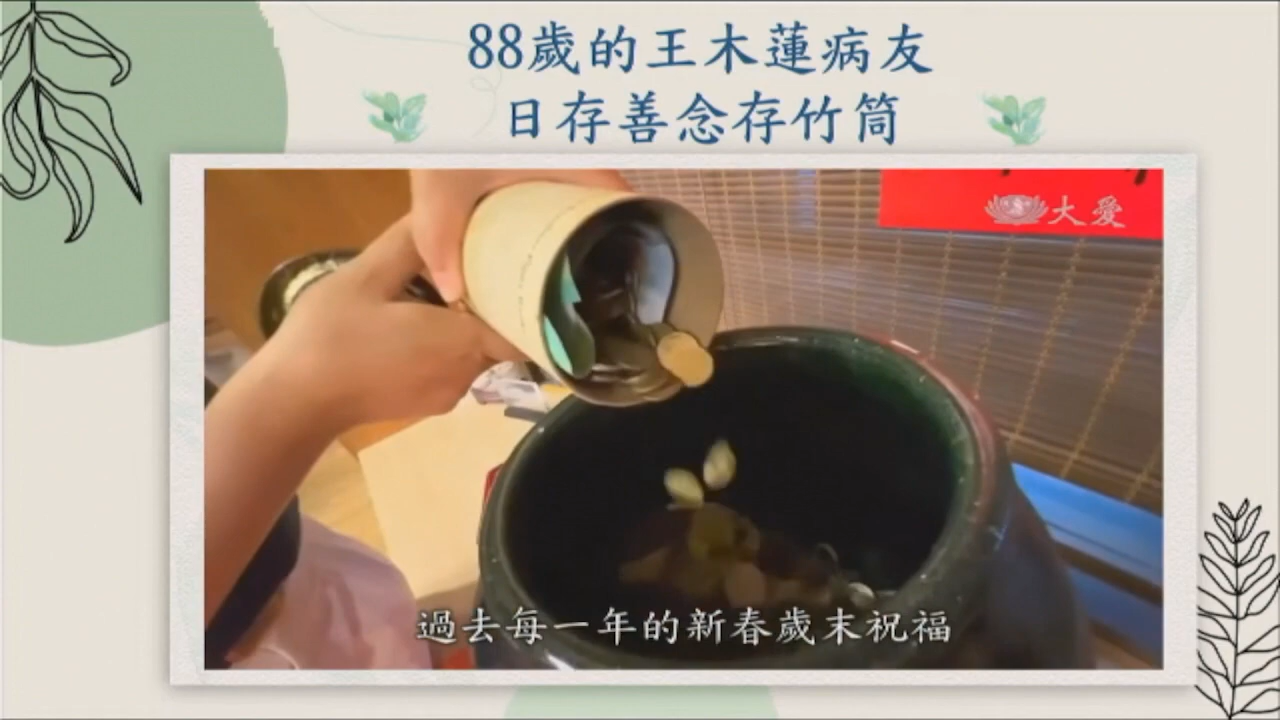 88歲的王木蓮病友
日存善念存竹筒
大愛
過去每一年的新春歲末祝福